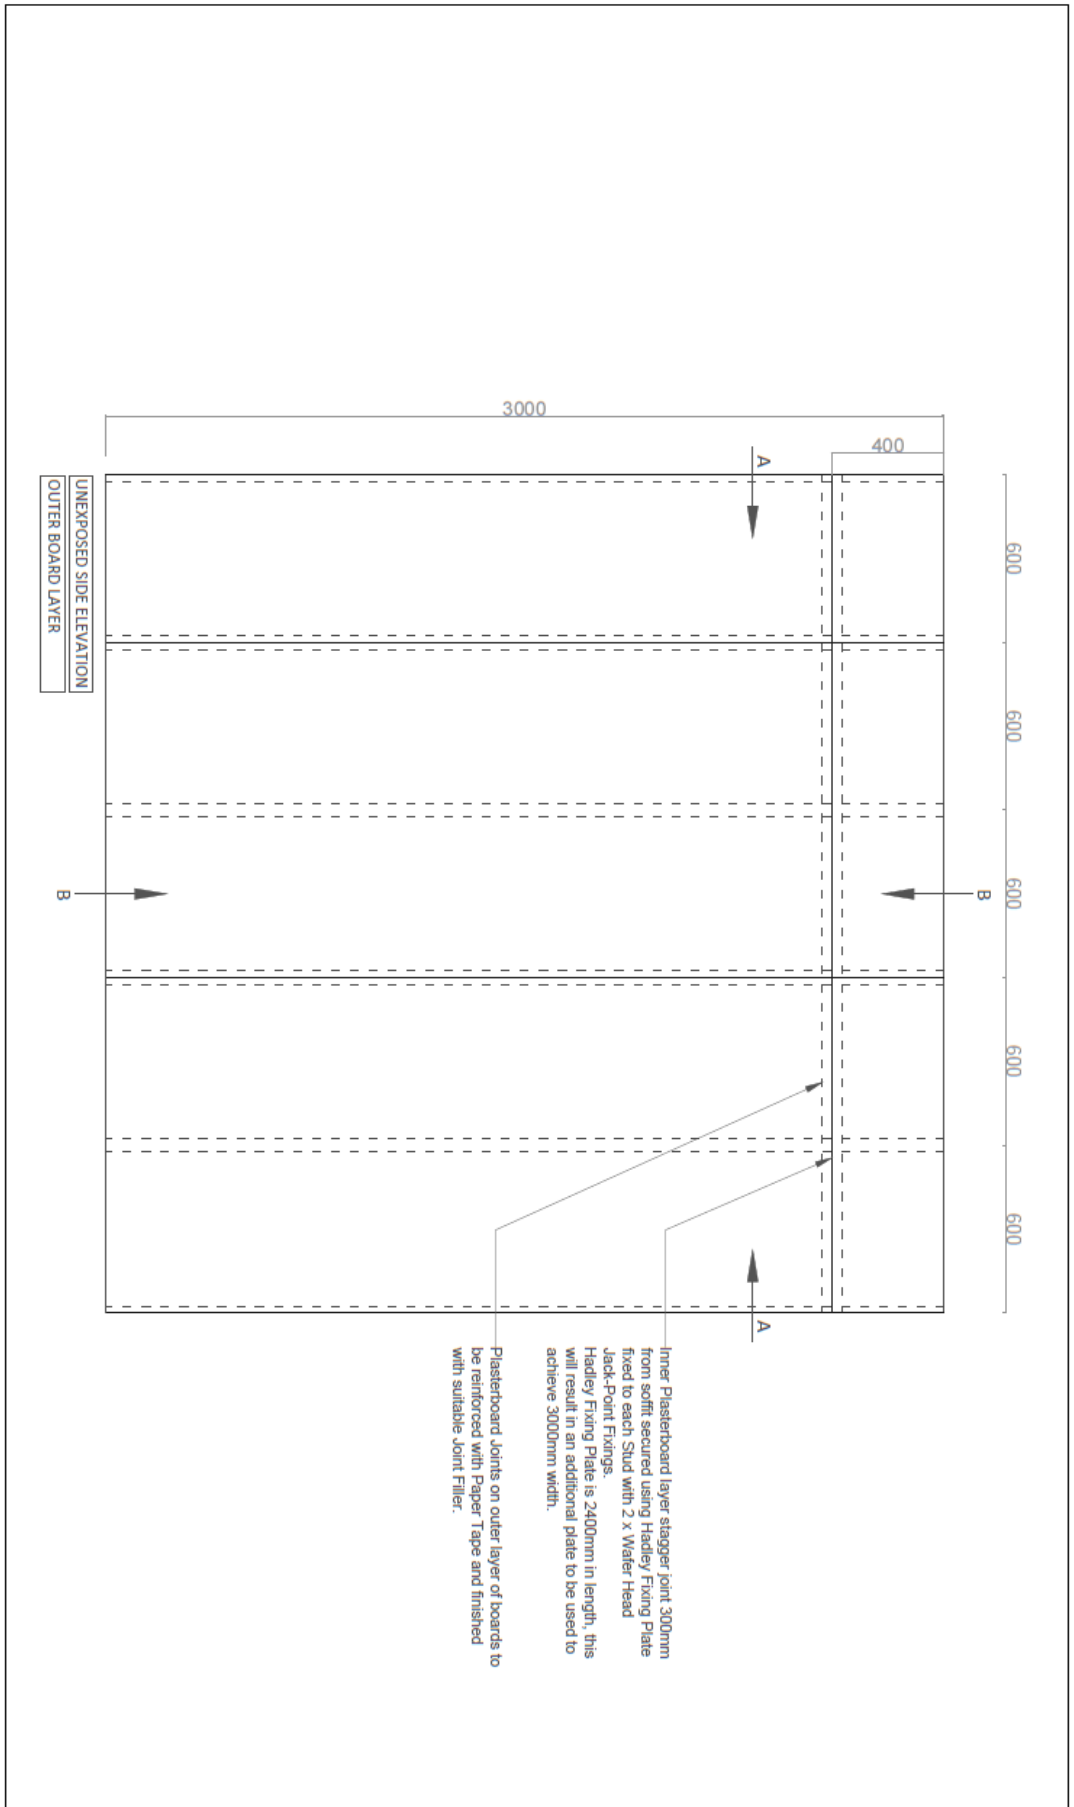 600
600
600
600
600
3000
400
A
A
B
B
Inner Plasterboard layer stagger joint 300mm
from soffit secured using Hadley Fixing Plate
fixed to each Stud with 2 x Wafer Head
Jack-Point Fixings.
Hadley Fixing Plate is 2400mm in length, this
will result in an additional plate to be used to
achieve 3000mm width.
Plasterboard Joints on outer layer of boards to
be reinforced with Paper Tape and finished
with suitable Joint Filler.
UNEXPOSED SIDE ELEVATION
OUTER BOARD LAYER